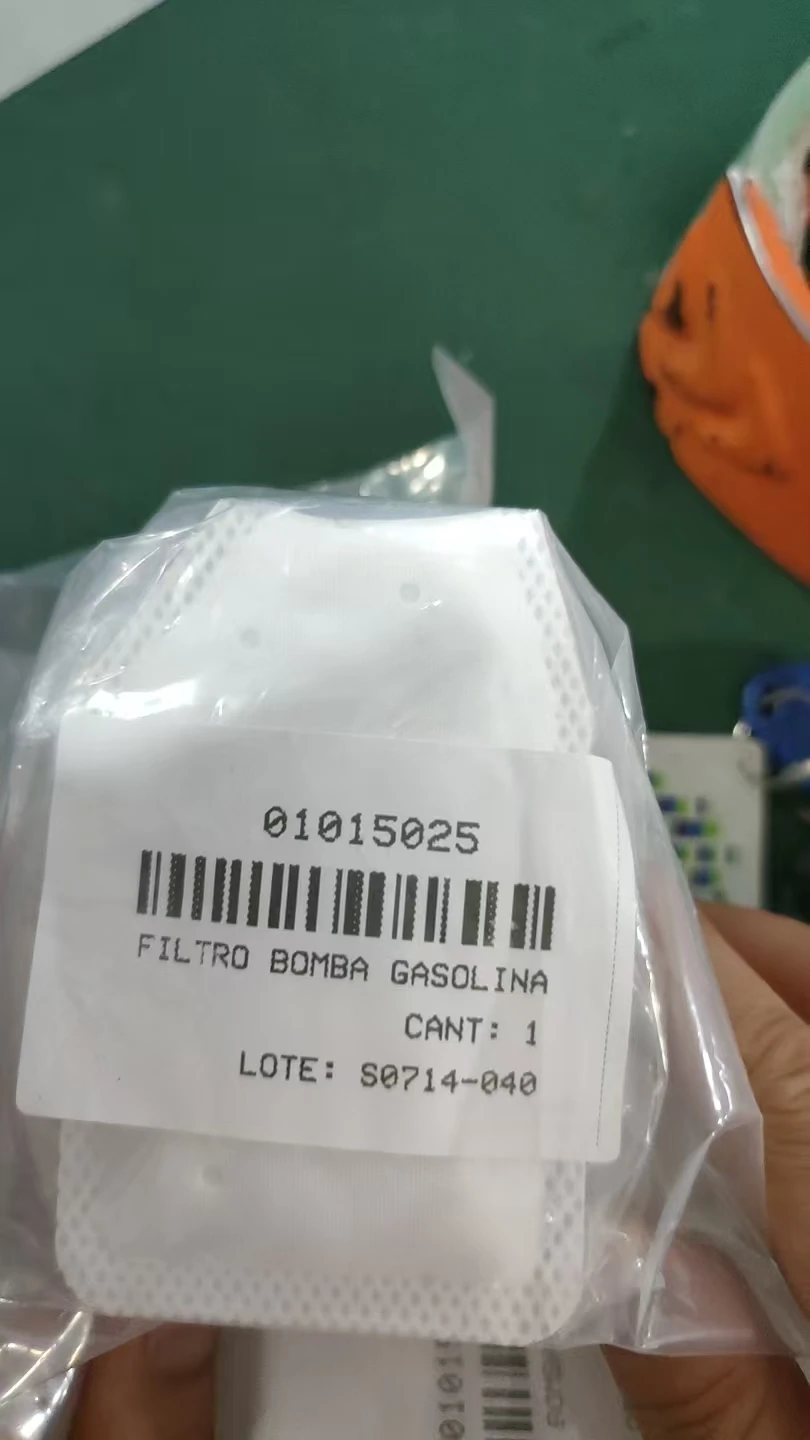 01015025
FILTRO BOMBA GASOLINA
CANT: 1
LOTE: S0714-040